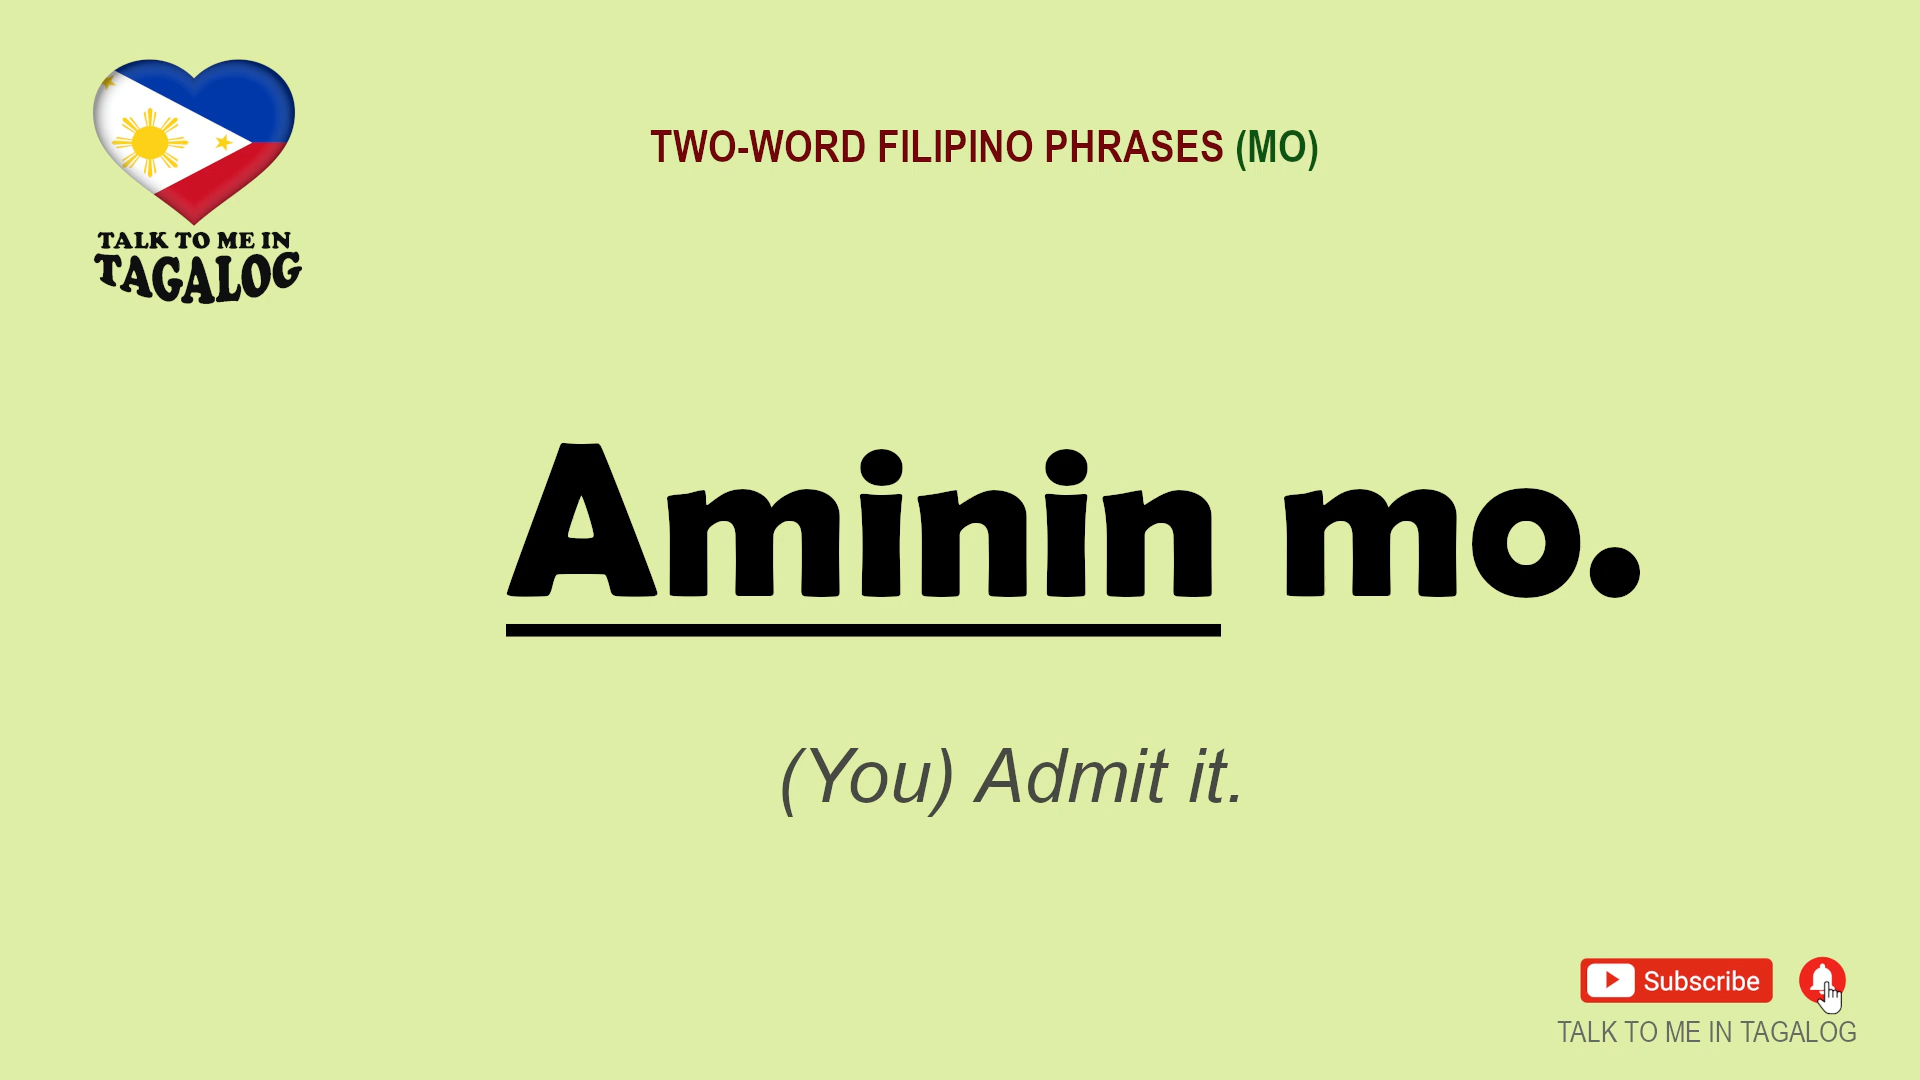 TALK TO ME IN
TAGALOG
TWO-WORD FILIPINO PHRASES (MO)
Aminin mo.
(You) Admit it.
Subscribe
TALK TO ME IN TAGALOG